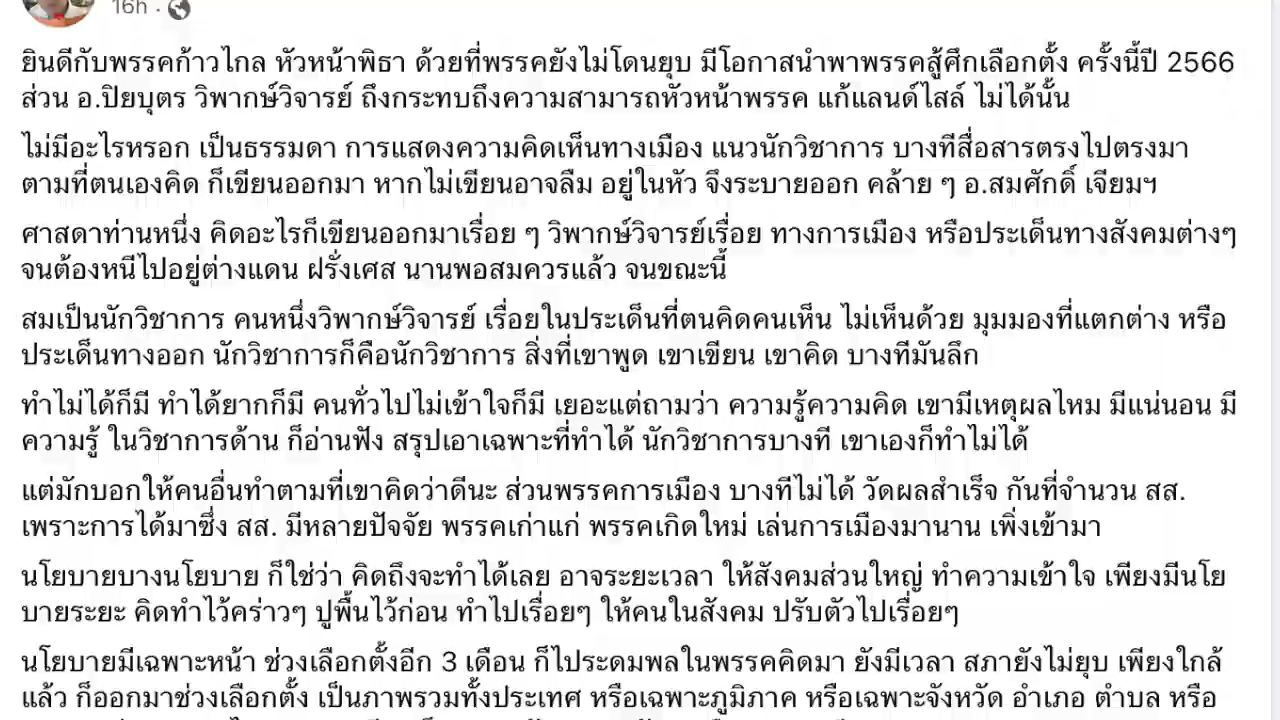 16h ·
ยินดีกับพรรคก้าวไกล หัวหน้าพิธา ด้วยที่พรรคยังไม่โดนยุบ มีโอกาสนำพาพรรคสู้ศึกเลือกตั้ง ครั้งนี้ปี 2566
ส่วน อ.ปิยบุตร วิพากษ์วิจารย์ ถึงกระทบถึงความสามารถหัวหน้าพรรค แก้แลนด์ไสล์ ไม่ได้นั้น
ไม่มีอะไรหรอก เป็นธรรมดา การแสดงความคิดเห็นทางเมือง แนวนักวิชาการ บางทีสื่อสารตรงไปตรงมา
ตามที่ตนเองคิด ก็เขียนออกมา หากไม่เขียนอาจลืม อยู่ในหัว จึงระบายออก คล้าย ๆ อ.สมศักดิ์ เจียมฯ
ศาสดาท่านหนึ่ง คิดอะไรก็เขียนออกมาเรื่อย ๆ วิพากษ์วิจารย์เรื่อย ทางการเมือง หรือประเด็นทางสังคมต่างๆ
จนต้องหนีไปอยู่ต่างแดน ฝรั่งเศส นานพอสมควรแล้ว จนขณะนี้
สมเป็นนักวิชาการ คนหนึ่งวิพากษ์วิจารย์ เรื่อยในประเด็นที่ตนคิดคนเห็น ไม่เห็นด้วย มุมมองที่แตกต่าง หรือ
ประเด็นทางออก นักวิชาการก็คือนักวิชาการ สิ่งที่เขาพูด เขาเขียน เขาคิด บางทีมันลึก
ทำไม่ได้ก็มี ทำได้ยากก็มี คนทั่วไปไม่เข้าใจก็มี เยอะแต่ถามว่า ความรู้ความคิด เขามีเหตุผลไหม มีแน่นอน มี
ความรู้ ในวิชาการด้าน ก็อ่านฟัง สรุปเอาเฉพาะที่ทำได้ นักวิชาการบางที เขาเองก็ทำไม่ได้
แต่มักบอกให้คนอื่นทำตามที่เขาคิดว่าดีนะ ส่วนพรรคการเมือง บางทีไม่ได้ วัดผลสำเร็จ กันที่จำนวน สส.
เพราะการได้มาซึ่ง สส. มีหลายปัจจัย พรรคเก่าแก่ พรรคเกิดใหม่ เล่นการเมืองมานาน เพิ่งเข้ามา
นโยบายบางนโยบาย ก็ใช่ว่า คิดถึงจะทำได้เลย อาจระยะเวลา ให้สังคมส่วนใหญ่ ทำความเข้าใจ เพียงมีนโย
บายระยะ คิดทำไว้คร่าวๆ ปูพื้นไว้ก่อน ทำไปเรื่อยๆ ให้คนในสังคม ปรับตัวไปเรื่อยๆ
นโยบายมีเฉพาะหน้า ช่วงเลือกตั้งอีก 3 เดือน ก็ไประดมพลในพรรคคิดมา ยังมีเวลา สภายังไม่ยุบ เพียงใกล้
แล้ว ก็ออกมาช่วงเลือกตั้ง เป็นภาพรวมทั้งประเทศ หรือเฉพาะภูมิภาค หรือเฉพาะจังหวัด อำเภอ ตำบล หรือ